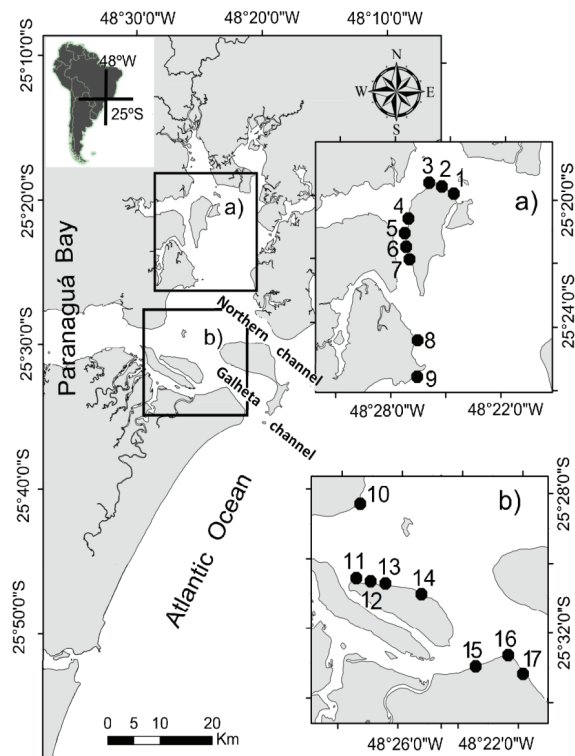 48°30'0"W 48°20'0"W 48°10'0"W
25°10'0"S
25°20'0"S
25°30'0"S
25°40'0"S
25°50'0"S
48ºW
25ºS
N
W E
S
Paranaguá Bay
a)
b)
Northern channel
Galheta channel
Atlantic Ocean
0 5 10 20
Km
a)
3 2 1
4
5
6
7
8
9
25°20'0"S
25°24'0"S
48°28'0"W 48°22'0"W
b)
10
11 13 14
12
15 16 17
25°28'0"S
25°32'0"S
48°26'0"W 48°22'0"W